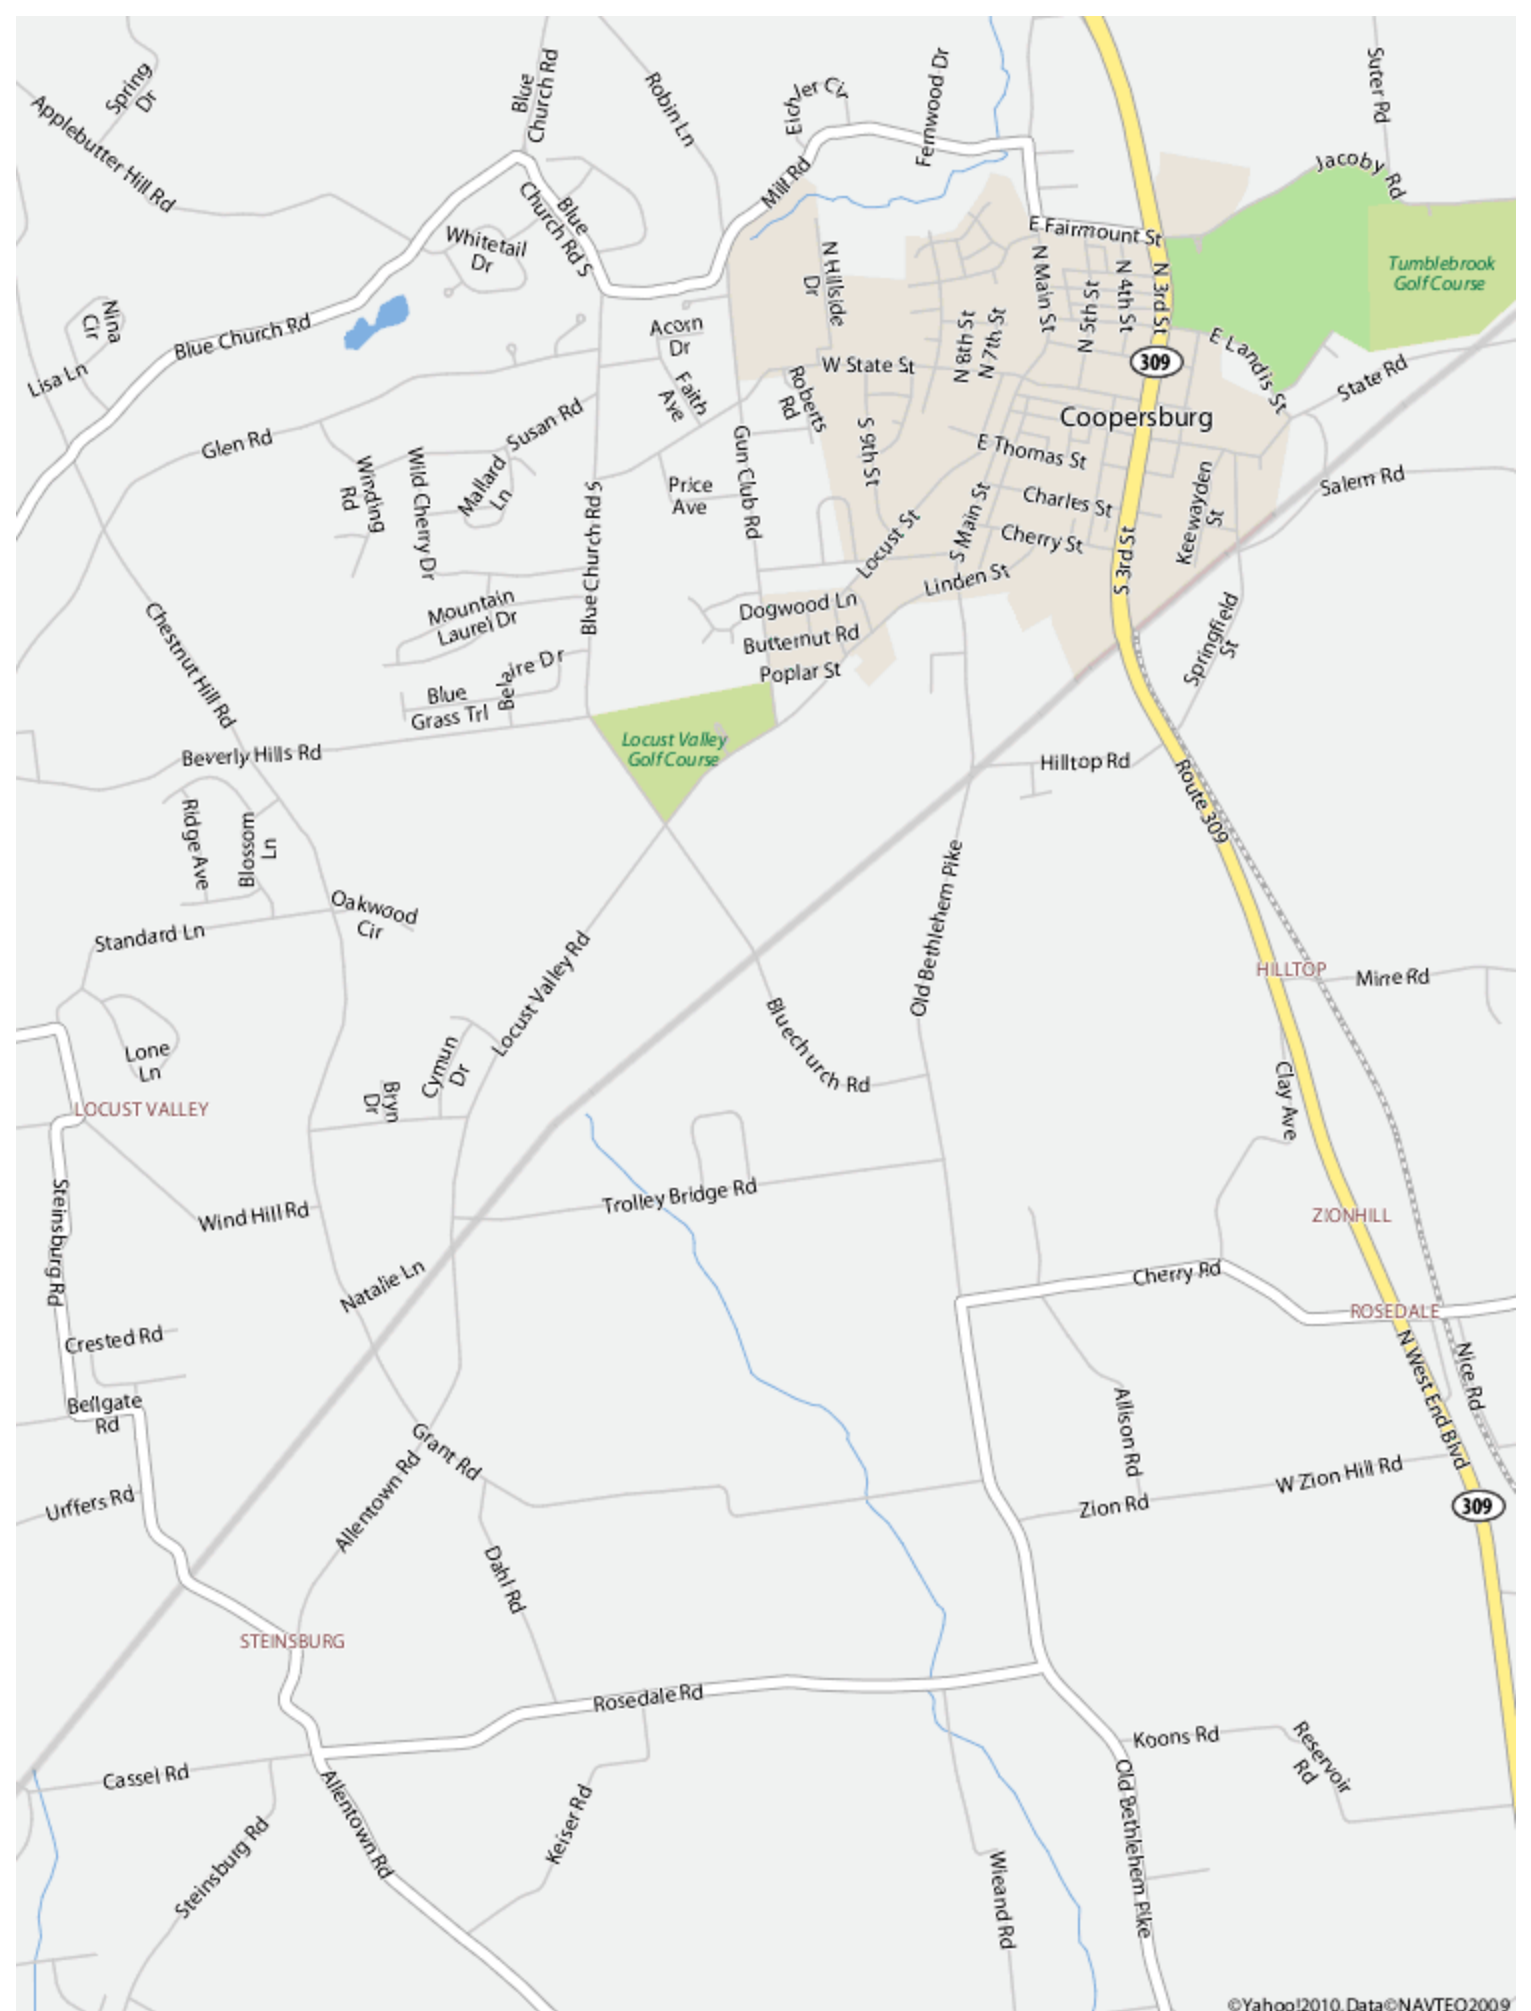 Spring
Dr
Applebutter Hill Rd
Blue
Church Rd
Robin Ln
Eichler Cir
Fernwood Dr
Suter Rd
Jacoby Rd
Mill Rd
Blue
Church Rd S
Whitetail
Dr
E Fairmount St
N Hillside
Dr
N Main St
N 5th St
N 4th St
N 3rd St
Tumblebrook
Golf Course
Nina
Cir
Lisa Ln
Blue Church Rd
Acorn
Dr
N 8th St
N 7th St
E Landis St
309
W State St
State Rd
Faith
Ave
Roberts
Rd
Coopersburg
Glen Rd
Susan Rd
S 9th St
E Thomas St
Winding
Rd
Wild Cherry Dr
Mallard
Ln
Gun Club Rd
Price
Ave
Charles St
Salem Rd
Keewayden
St
Blue Church Rd S
Locust St
S Main St
Cherry St
S 3rd St
Linden St
Mountain
Laurel Dr
Dogwood Ln
Butternut Rd
Poplar St
Springfield
St
Chestnut Hill Rd
Belaire Dr
Blue
Grass Trl
Locust Valley
Golf Course
Beverly Hills Rd
Hilltop Rd
Route 309
Ridge Ave
Blossom
Ln
Oakwood
Cir
Standard Ln
Old Bethlehem Pike
Locust Valley Rd
HILLTOP
Mine Rd
Bluechurch Rd
Lone
Ln
Cymun
Dr
Bryn
Dr
Clay Ave
LOCUST VALLEY
Steinsburg Rd
Wind Hill Rd
Trolley Bridge Rd
ZIONHILL
Natalie Ln
Cherry Rd
ROSEDALE
Crested Rd
N West End Blvd
Nice Rd
Bellgate
Rd
Allison Rd
Grant Rd
Allentown Rd
Urffers Rd
Zion Rd
W Zion Hill Rd
309
Dahl Rd
STEINSBURG
Rosedale Rd
Koons Rd
Reservoir
Rd
Cassel Rd
Allentown Rd
Keiser Rd
Old Bethlehem Pike
Steinsburg Rd
Wieand Rd
©Yahoo!2010, Data©NAVTEQ2009